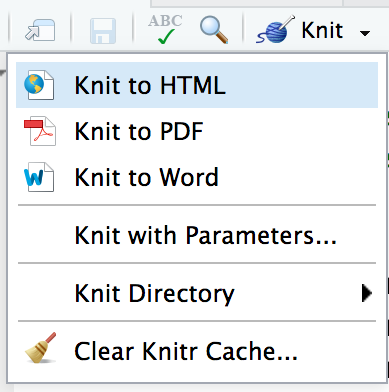 ABC
Knit
Knit to HTML
Knit to PDF
Knit to Word
Knit with Parameters...
Knit Directory
Clear Knitr Cache...